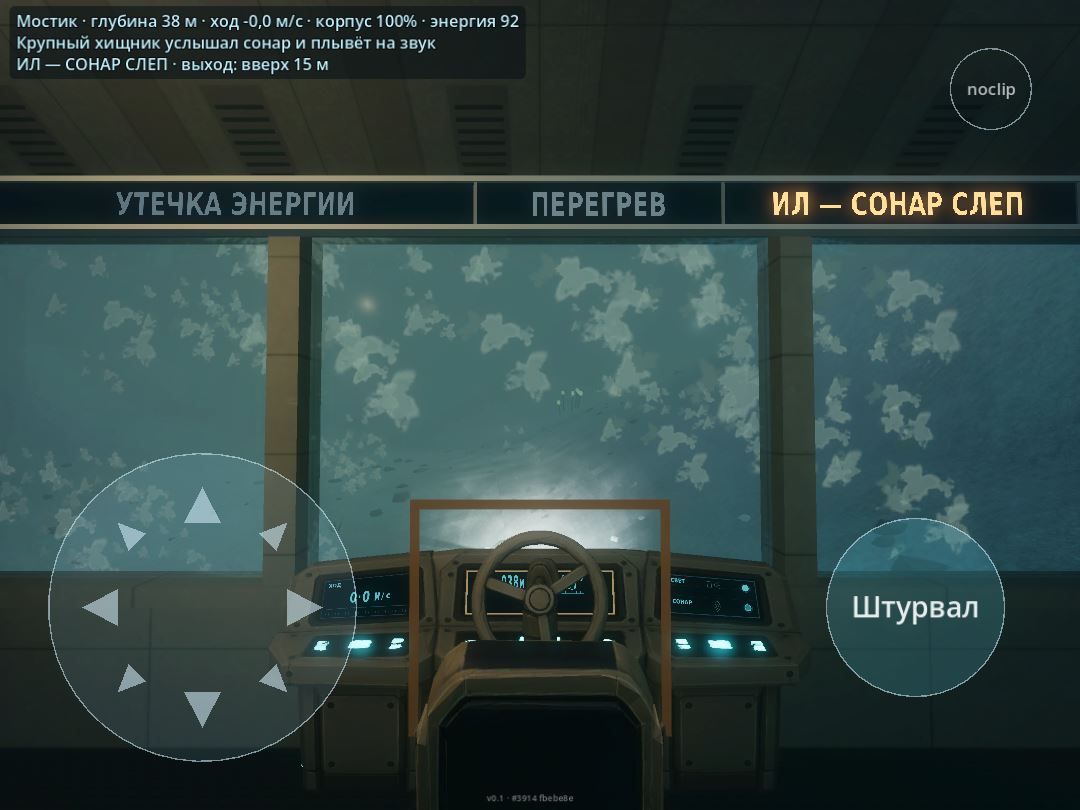 Мостик · глубина 38 м · ход -0,0 м/с · корпус 100% · энергия 92
Крупный хищник услышал сонар и плывёт на звук
ИЛ — СОНАР СЛЕП · выход: вверх 15 м
noclip
УТЕЧКА ЭНЕРГИИ
ПЕРЕГРЕВ
ИЛ — СОНАР СЛЕП
ХОД
0·0 М/с
038м
СВЕТ
СОНАР
Штурвал
v0.1 · #3914 fbebe8e